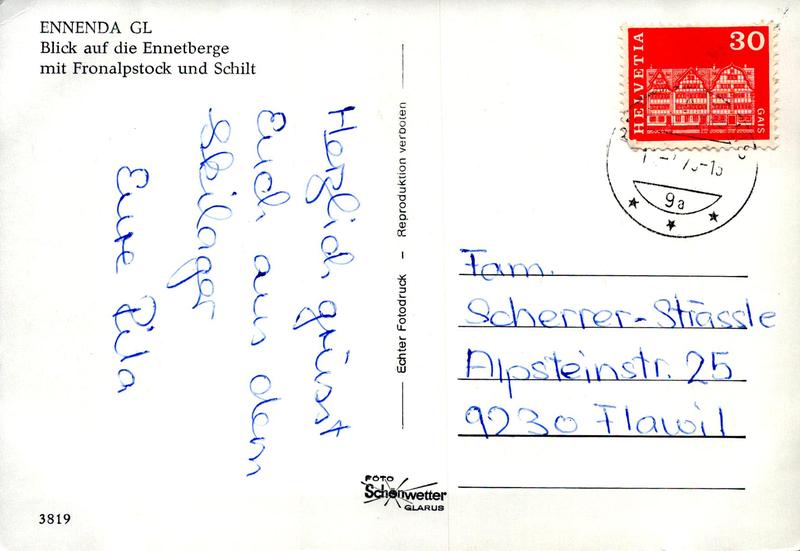 ENNENDA GL
Blick auf die Ennetberge
mit Fronalpstock und Schilt
Herzlich grüsst
Euch aus dem
Skilager
Eure Rita
Echter Fotodruck – Reproduktion verboten
FOTO
Schönwetter
GLARUS
3819
HELVETIA
30
GAIS
9a
Fam.
Scherrer-Strässle
Alpsteinstr. 25
9230 Flawil